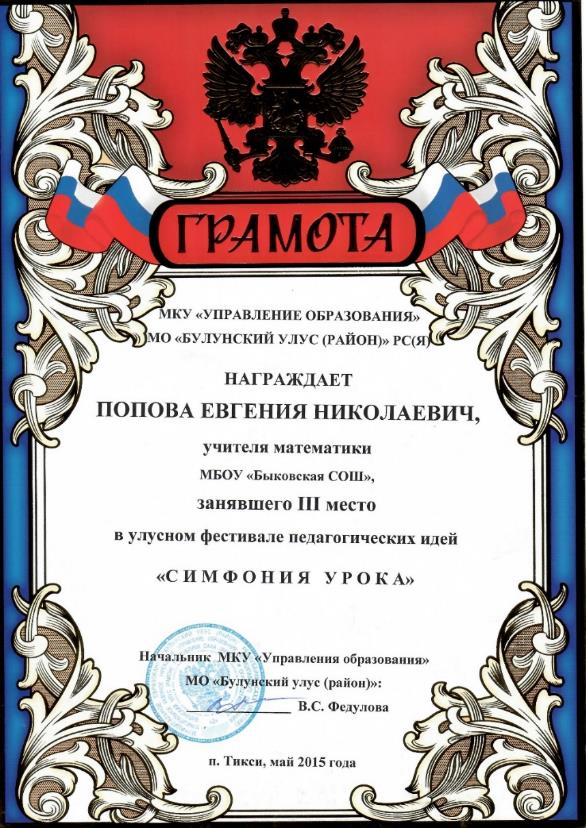 ГРАМОТА
МКУ «УПРАВЛЕНИЕ ОБРАЗОВАНИЯ»
МО «БУЛУНСКИЙ УЛУС (РАЙОН)» РС(Я)
НАГРАЖДАЕТ
ПОПОВА ЕВГЕНИЯ НИКОЛАЕВИЧ,
учителя математики
МБОУ «Быковская СОШ»,
занявшего III место
в улусном фестивале педагогических идей
«СИМФОНИЯ УРОКА»
Начальник МКУ «Управления образования»
МО «Булунский улус (район)»:
В.С. Федулова
п. Тикси, май 2015 года